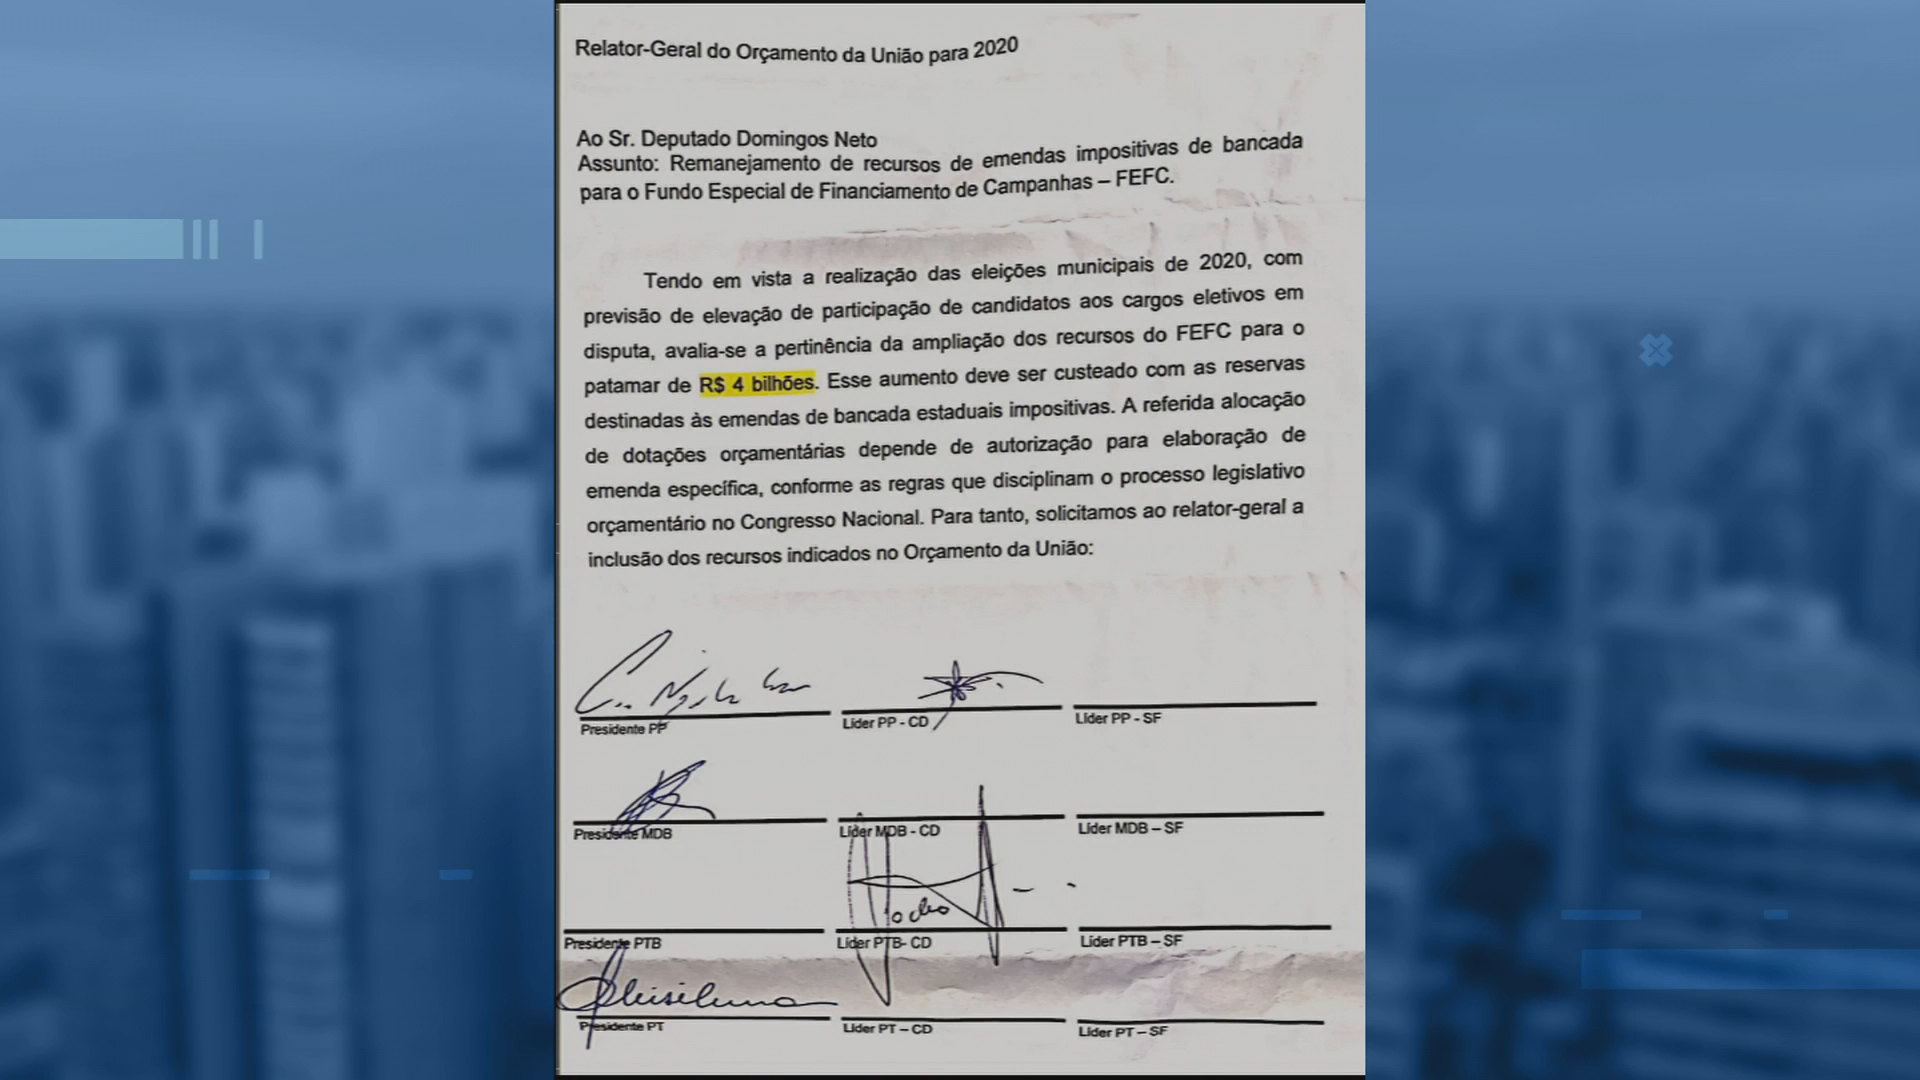 Relator-Geral do Orçamento da União para 2020
Ao Sr. Deputado Domingos Neto
Assunto: Remanejamento de recursos de emendas impositivas de bancada
para o Fundo Especial de Financiamento de Campanhas – FEFC.
Tendo em vista a realização das eleições municipais de 2020, com
previsão de elevação de participação de candidatos aos cargos eletivos em
disputa, avalia-se a pertinência da ampliação dos recursos do FEFC para o
patamar de R$ 4 bilhões. Esse aumento deve ser custeado com as reservas
destinadas às emendas de bancada estaduais impositivas. A referida alocação
de dotações orçamentárias depende de autorização para elaboração de
emenda específica, conforme as regras que disciplinam o processo legislativo
orçamentário no Congresso Nacional. Para tanto, solicitamos ao relator-geral a
inclusão dos recursos indicados no Orçamento da União:
Presidente PP Líder PP - CD Líder PP - SF
Presidente MDB Líder MDB - CD Líder MDB – SF
Presidente PTB Líder PTB- CD Líder PTB – SF
Presidente PT Líder PT – CD Líder PT – SF